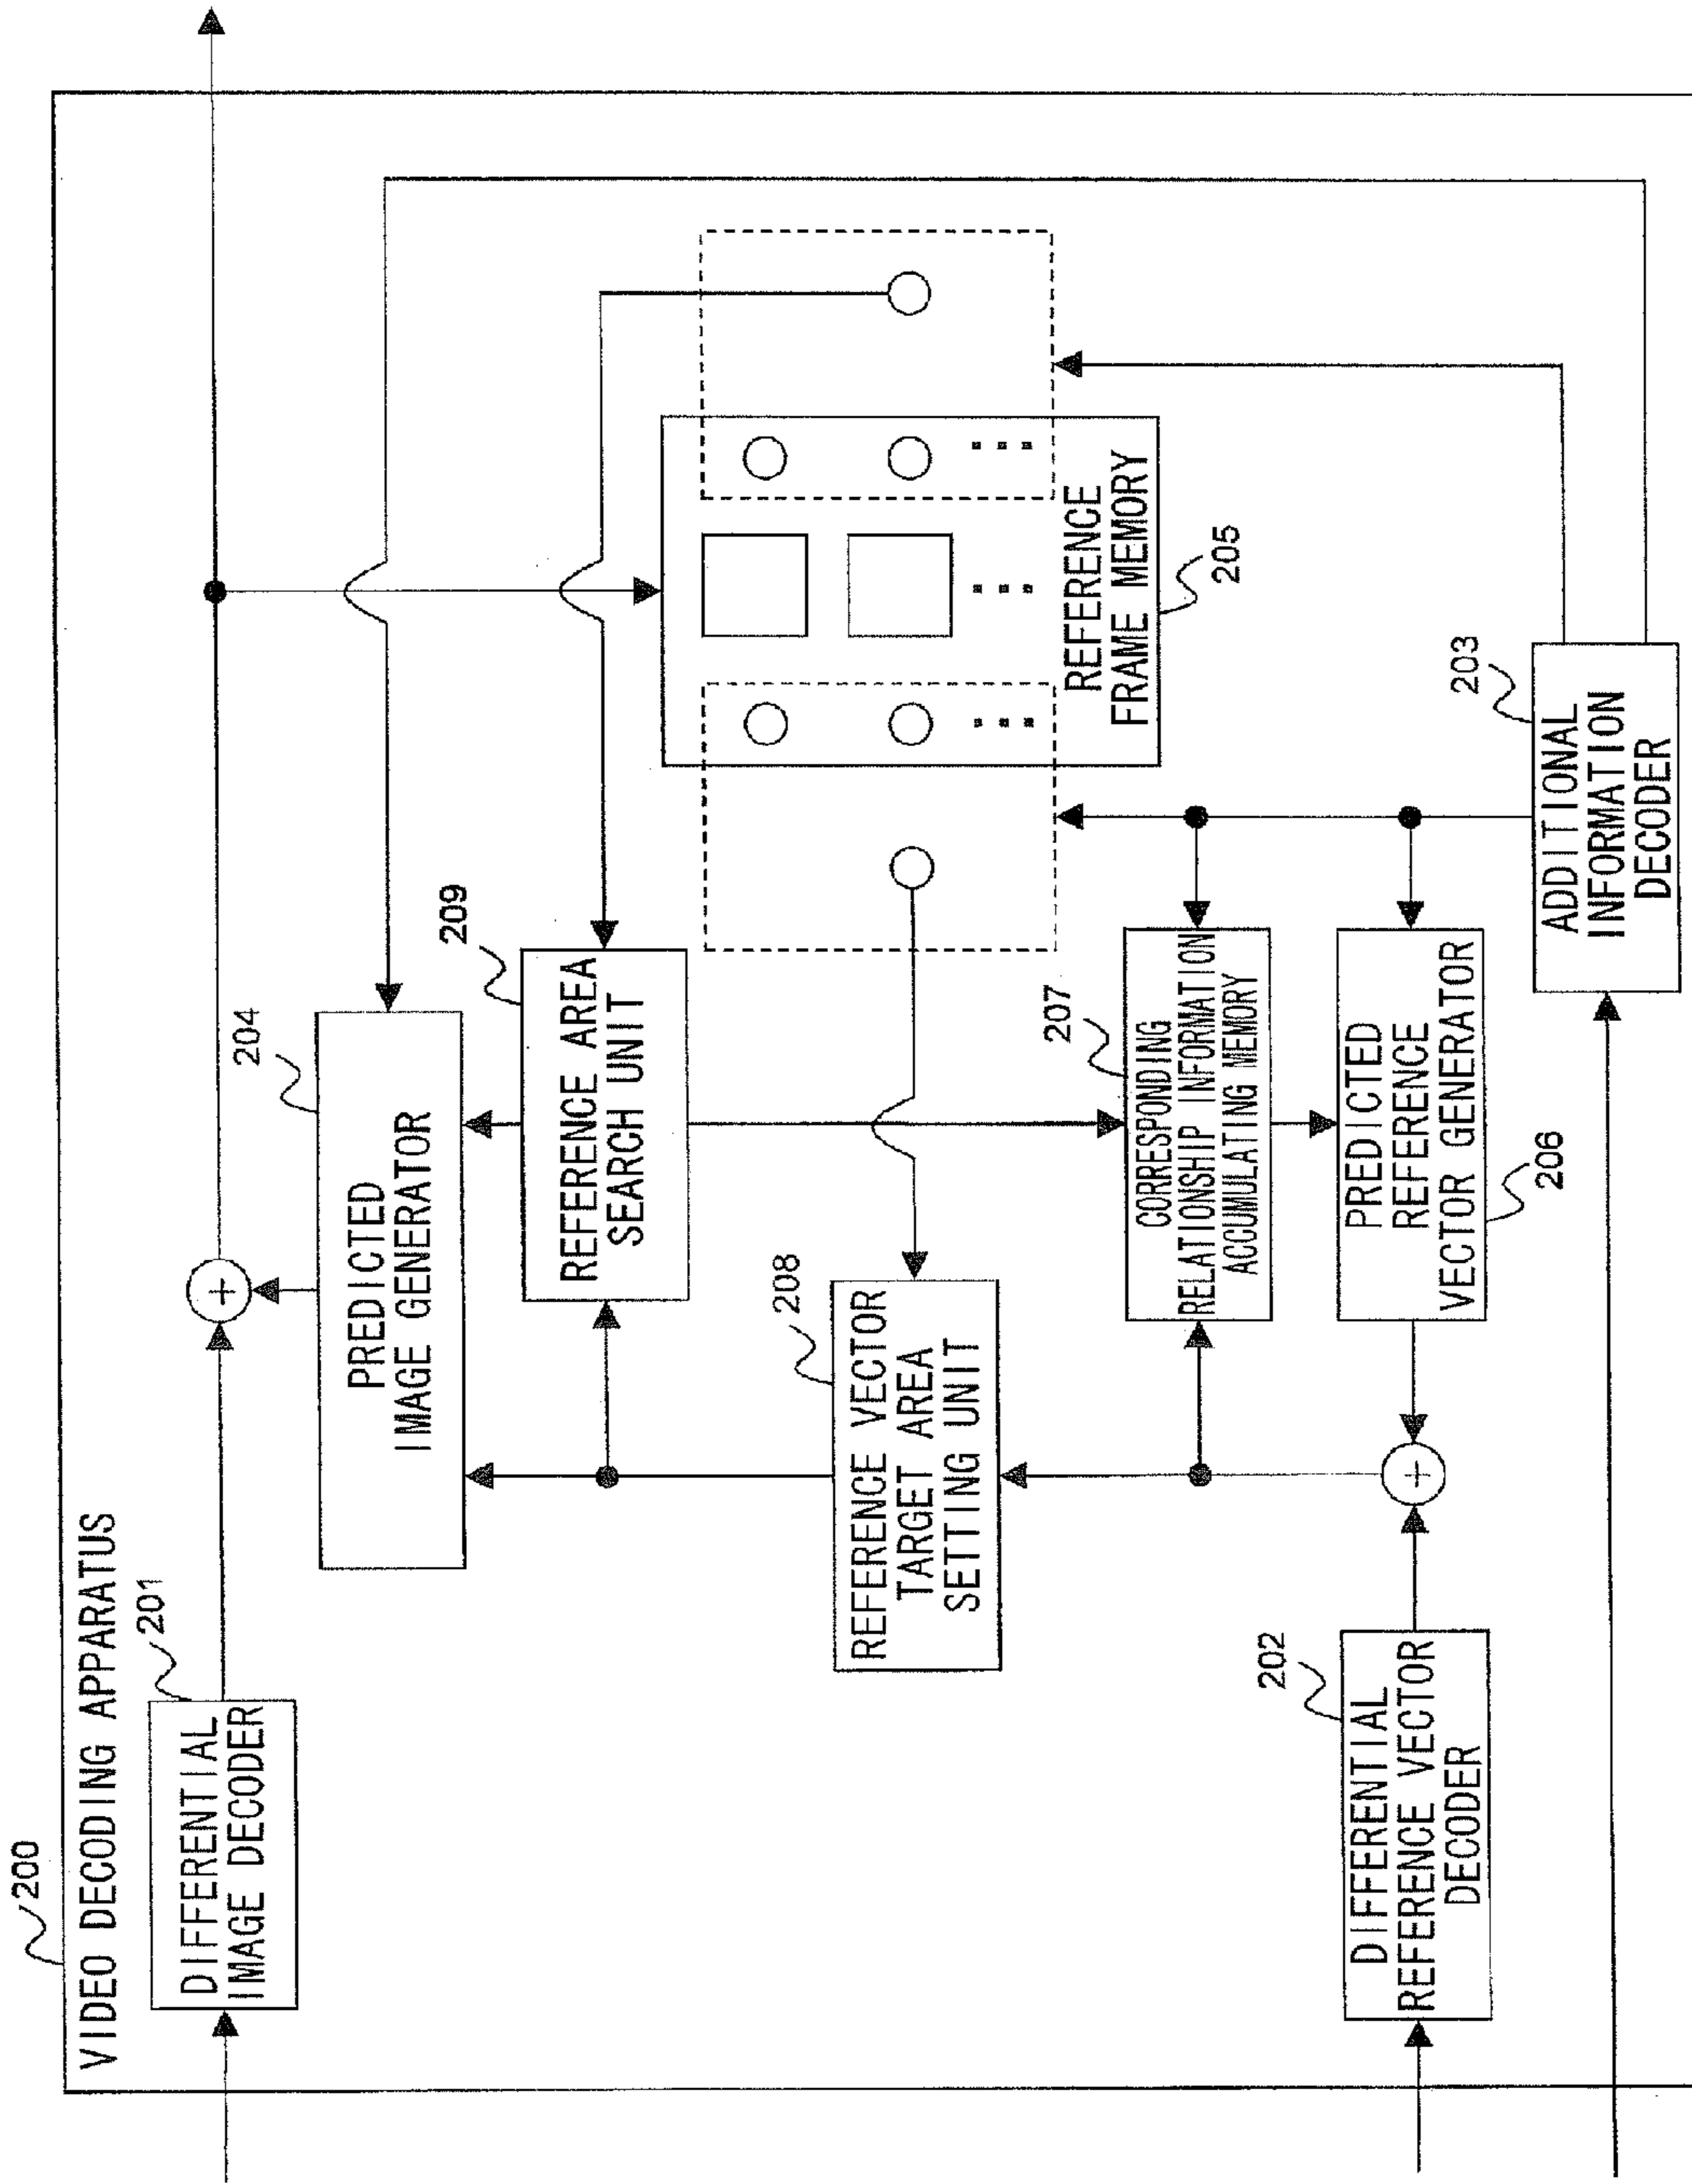 200
VIDEO DECODING APPARATUS
201
DIFFERENTIAL
IMAGE DECODER
204
PREDICTED
IMAGE GENERATOR
209
REFERENCE AREA
SEARCH UNIT
208
REFERENCE VECTOR
TARGET AREA
SETTING UNIT
REFERENCE
FRAME MEMORY
205
207
CORRESPONDING
RELATIONSHIP INFORMATION
ACCUMULATING MEMORY
202
DIFFERENTIAL
REFERENCE VECTOR
DECODER
PREDICTED
REFERENCE
VECTOR GENERATOR
206
203
ADDITIONAL
INFORMATION
DECODER